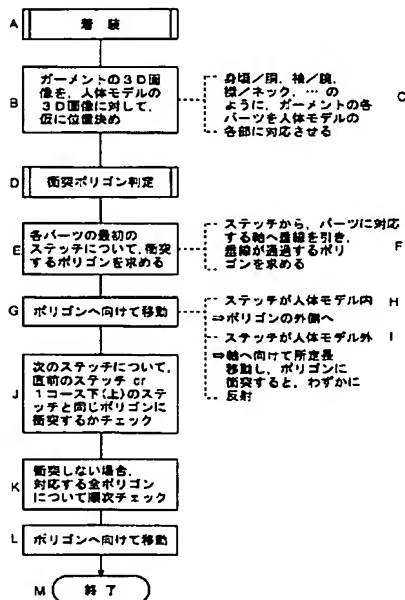 A
着 装
B
ガーメントの3D画
像を、人体モデルの
3D画像に対して、
仮に位置決め
身頃/胴、袖/腕、
襟/ネック、… の
ように、ガーメントの各
パーツを人体モデルの
各部に対応させる
C
D
衝突ポリゴン判定
E
各パーツの最初の
ステッチについて、衝突
するポリゴンを求める
ステッチから、パーツに対応
する軸へ垂線を引き、
垂線が通過するポリ
ゴンを求める
F
G
ポリゴンへ向けて移動
ステッチが人体モデル内
H
⇒ポリゴンの外側へ
ステッチが人体モデル外
I
⇒軸へ向けて所定長
移動し、ポリゴンに
衝突すると、わずかに
反射
J
次のステッチについて、
直前のステッチ or
1コース下(上)のステ
ッチと同じポリゴンに
衝突するかチェック
K
衝突しない場合、
対応する全ポリゴン
について順次チェック
L
ポリゴンへ向けて移動
M
終 了